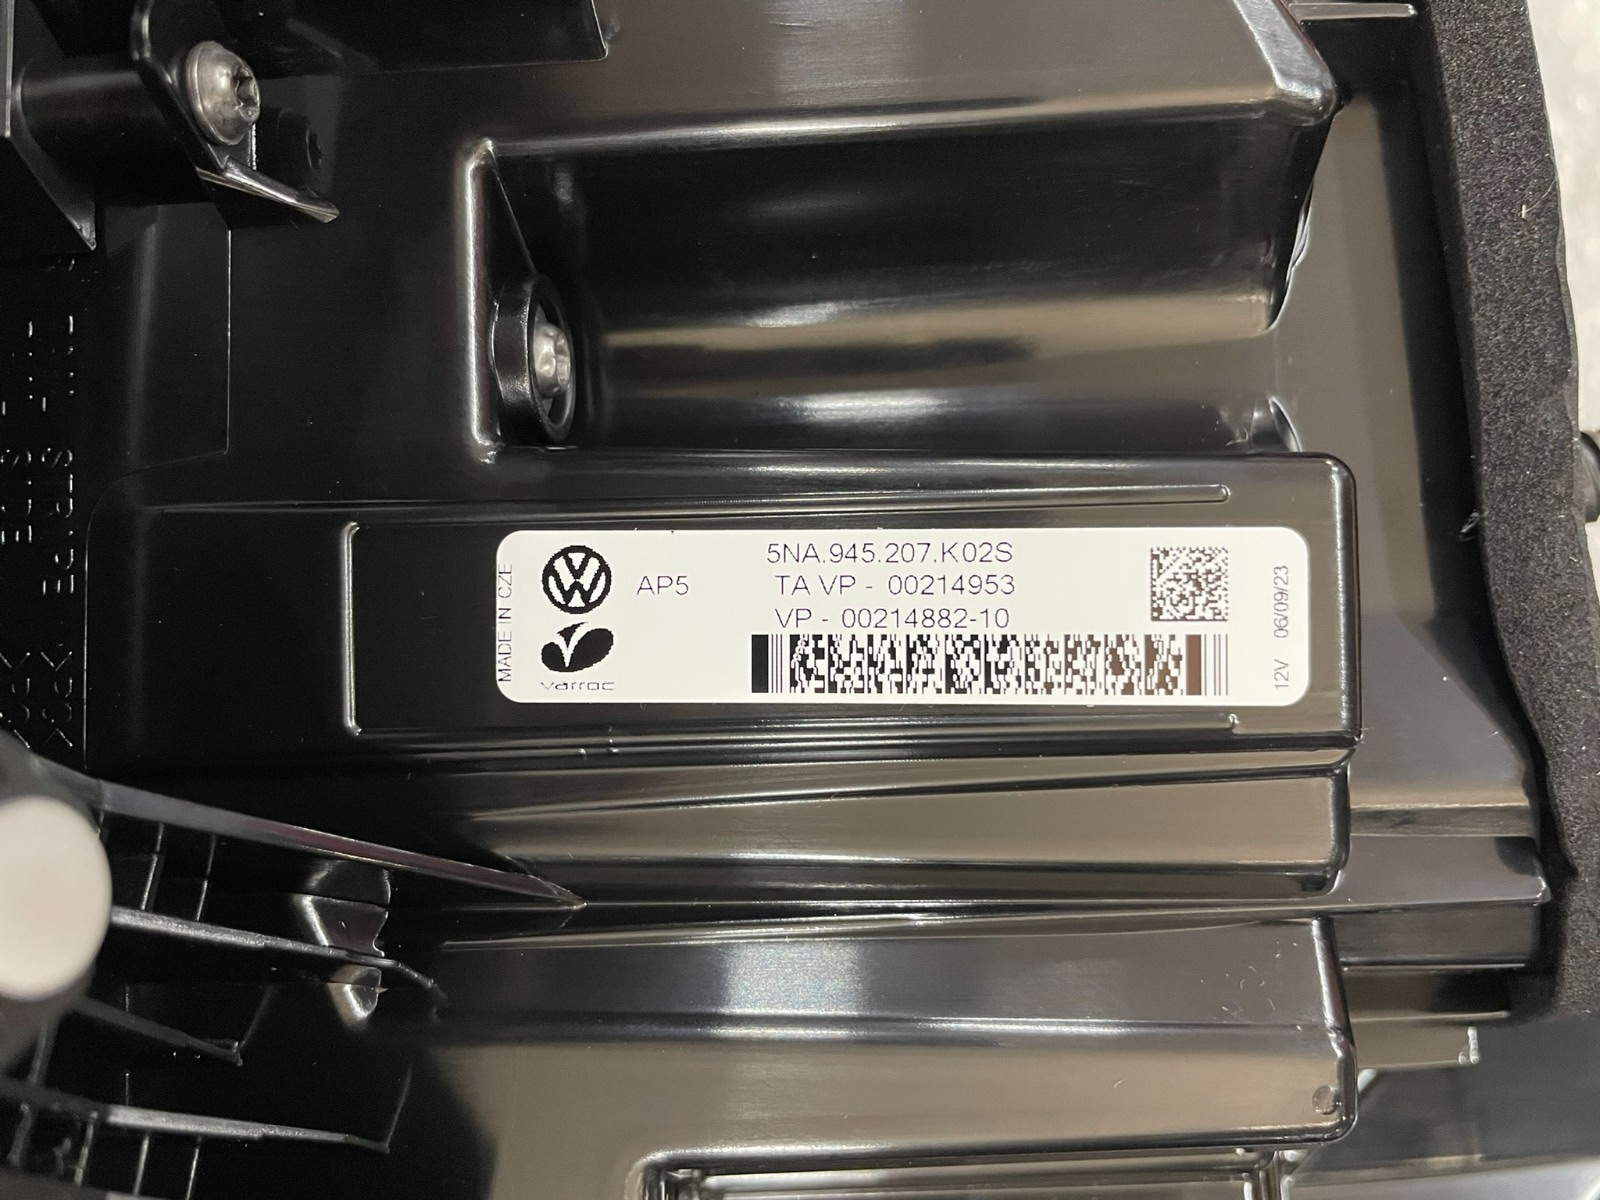 5NA.945.207.K02S
AP5
TA VP - 00214953
VP - 00214882-10
MADE IN CZE
varroc
12V 06/09/23